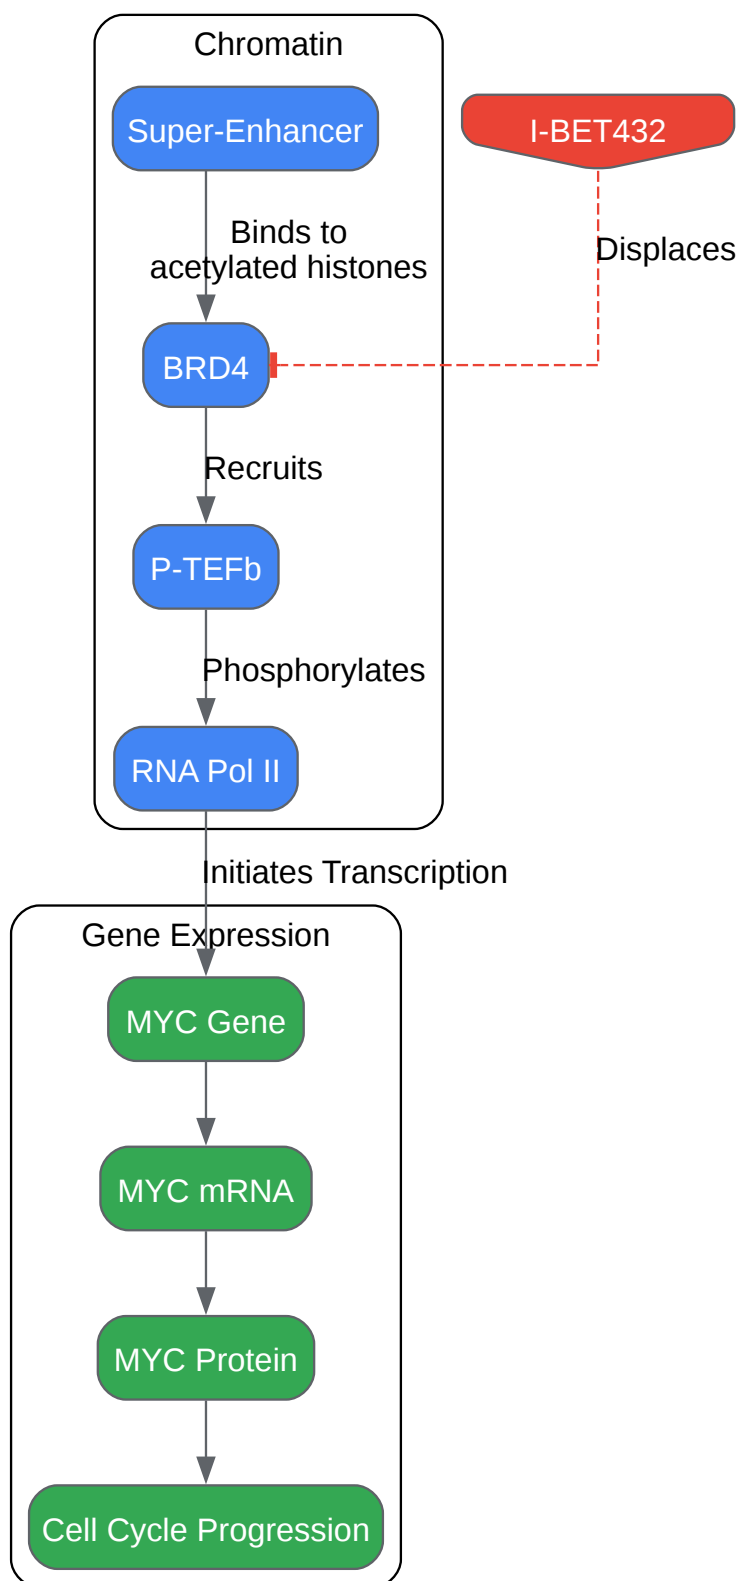 Chromatin
Super-Enhancer
I-BET432
Binds to
acetylated histones
Displaces
BRD4
Recruits
P-TEFb
Phosphorylates
RNA Pol II
Initiates Transcription
Gene Expression
MYC Gene
MYC mRNA
MYC Protein
Cell Cycle Progression